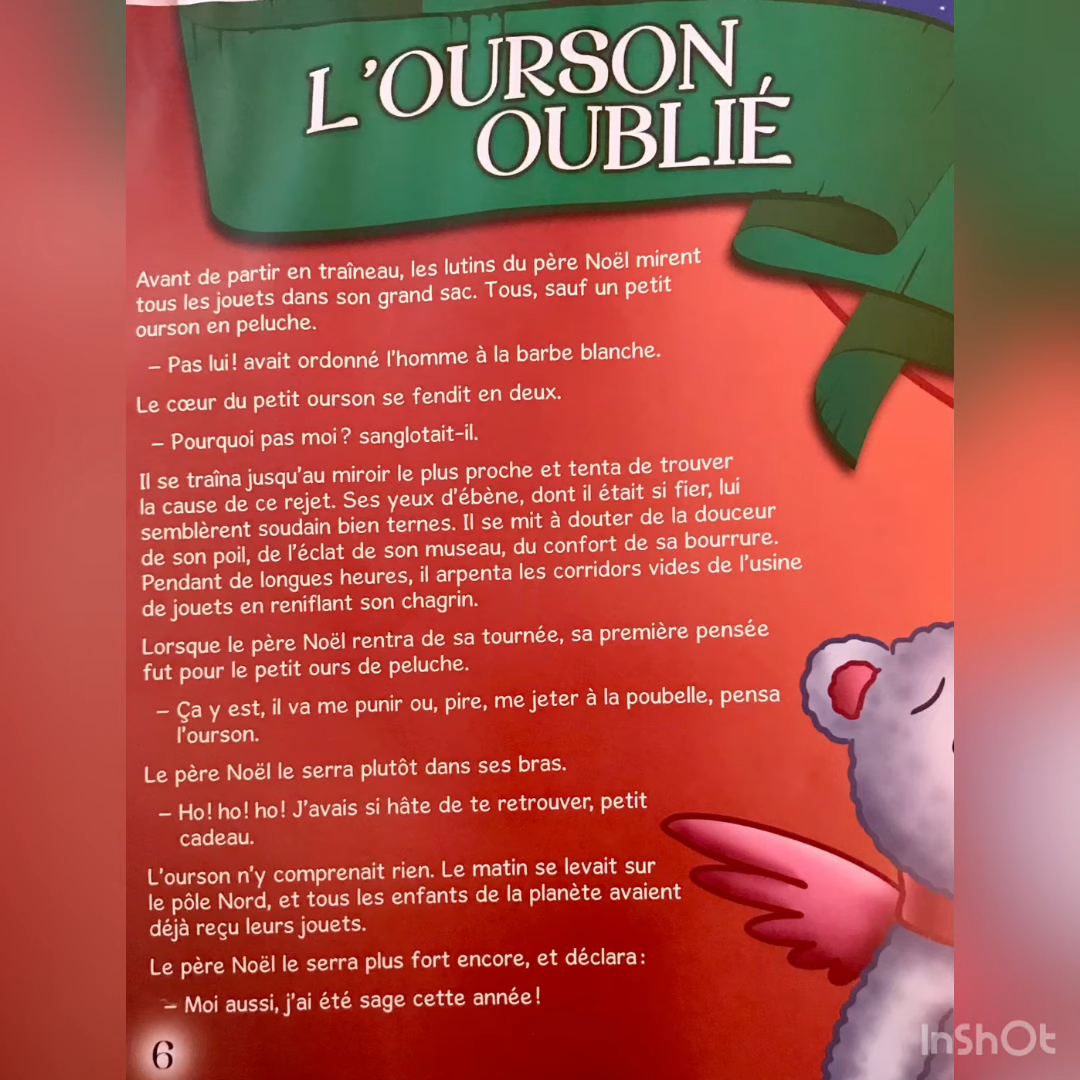 L'OURSON
OUBLIÉ
Avant de partir en traîneau, les lutins du père Noël mirent
tous les jouets dans son grand sac. Tous, sauf un petit
ourson en peluche.
– Pas lui! avait ordonné l'homme à la barbe blanche.
Le cœur du petit ourson se fendit en deux.
– Pourquoi pas moi? sanglotait-il.
Il se traîna jusqu'au miroir le plus proche et tenta de trouver
la cause de ce rejet. Ses yeux d'ébène, dont il était si fier, lui
semblèrent soudain bien ternes. Il se mit à douter de la douceur
de son poil, de l'éclat de son museau, du confort de sa bourrure.
Pendant de longues heures, il arpenta les corridors vides de l'usine
de jouets en reniflant son chagrin.
Lorsque le père Noël rentra de sa tournée, sa première pensée
fut pour le petit ours de peluche.
– Ça y est, il va me punir ou, pire, me jeter à la poubelle, pensa
l'ourson.
Le père Noël le serra plutôt dans ses bras.
– Ho! ho! ho! J'avais si hâte de te retrouver, petit
cadeau.
L'ourson n'y comprenait rien. Le matin se levait sur
le pôle Nord, et tous les enfants de la planète avaient
déjà reçu leurs jouets.
Le père Noël le serra plus fort encore, et déclara:
– Moi aussi, j'ai été sage cette année!
6
InShOt